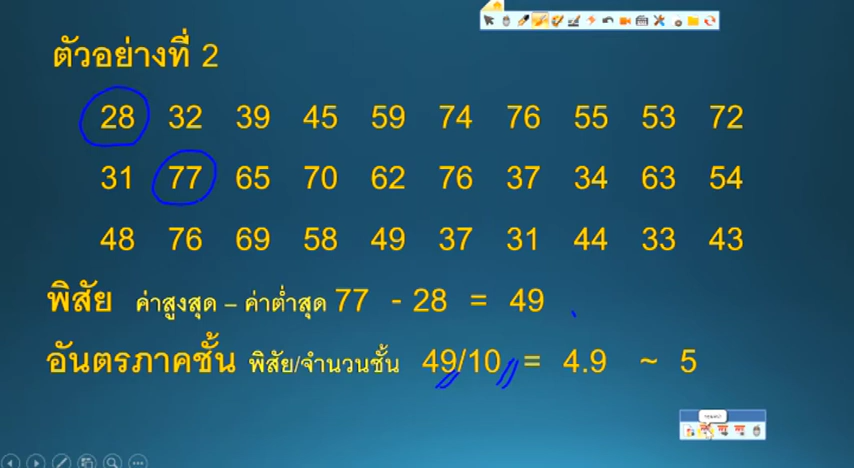 ตัวอย่างที่ 2
28 32 39 45 59 74 76 55 53 72
31 77 65 70 62 76 37 34 63 54
48 76 69 58 49 37 31 44 33 43
พิสัย ค่าสูงสุด – ค่าต่ำสุด 77 - 28 = 49
อันตรภาคชั้น พิสัย/จำนวนชั้น 49/10 = 4.9 ~ 5